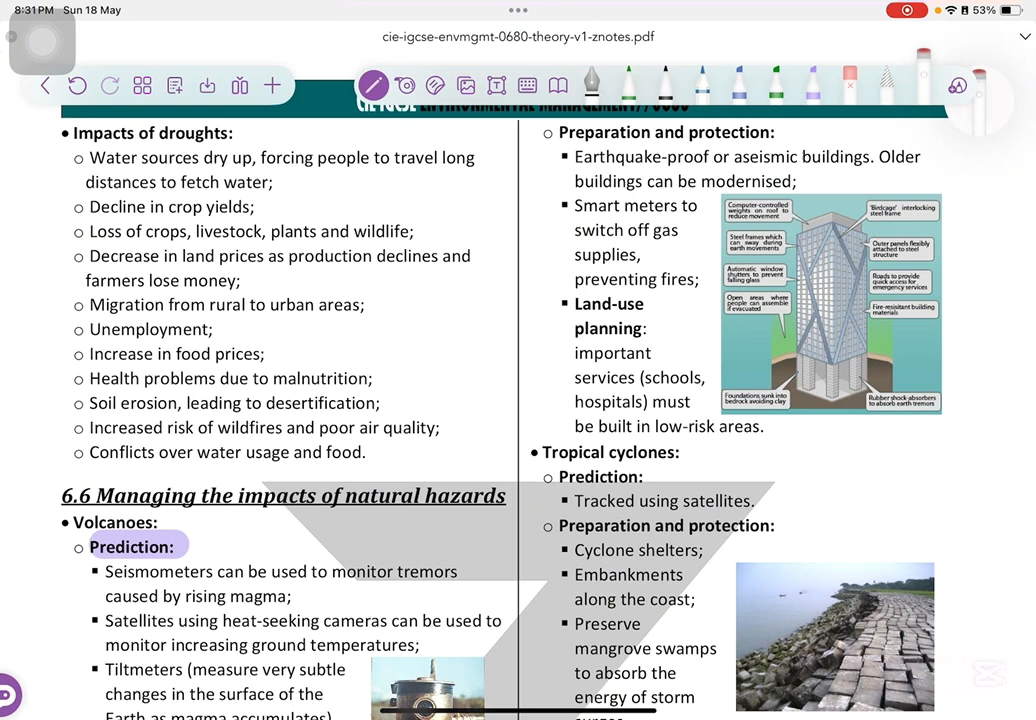 8:31 PM Sun 18 May
53%
cie-igcse-envmgmt-0680-theory-v1-znotes.pdf
• Impacts of droughts:
o Water sources dry up, forcing people to travel long
distances to fetch water;
o Decline in crop yields;
o Loss of crops, livestock, plants and wildlife;
o Decrease in land prices as production declines and
farmers lose money;
o Migration from rural to urban areas;
o Unemployment;
o Increase in food prices;
o Health problems due to malnutrition;
o Soil erosion, leading to desertification;
o Increased risk of wildfires and poor air quality;
o Conflicts over water usage and food.
6.6 Managing the impacts of natural hazards
• Volcanoes:
o Prediction:
▪ Seismometers can be used to monitor tremors
caused by rising magma;
▪ Satellites using heat-seeking cameras can be used to
monitor increasing ground temperatures;
▪ Tiltmeters (measure very subtle
changes in the surface of the
Earth as magma accumulates)
o Preparation and protection:
▪ Earthquake-proof or aseismic buildings. Older
buildings can be modernised;
▪ Smart meters to
switch off gas
supplies,
preventing fires;
▪ Land-use
planning:
important
services (schools,
hospitals) must
be built in low-risk areas.
Computer-controlled
weights on roof to
reduce movement
Steel frames which
can sway during
earth movements
Automatic window
shutters to prevent
falling glass
Open areas where
people can assemble
if evacuated
Foundations sunk into
bedrock avoiding clay
'Birdcage' interlocking
steel frame
Outer panels flexibly
attached to steel
structure
Roads to provide
quick access for
emergency services
Fire-resistant building
materials
Rubber shock-absorbers
to absorb earth tremors
• Tropical cyclones:
o Prediction:
▪ Tracked using satellites.
o Preparation and protection:
▪ Cyclone shelters;
▪ Embankments
along the coast;
▪ Preserve
mangrove swamps
to absorb the
energy of storm